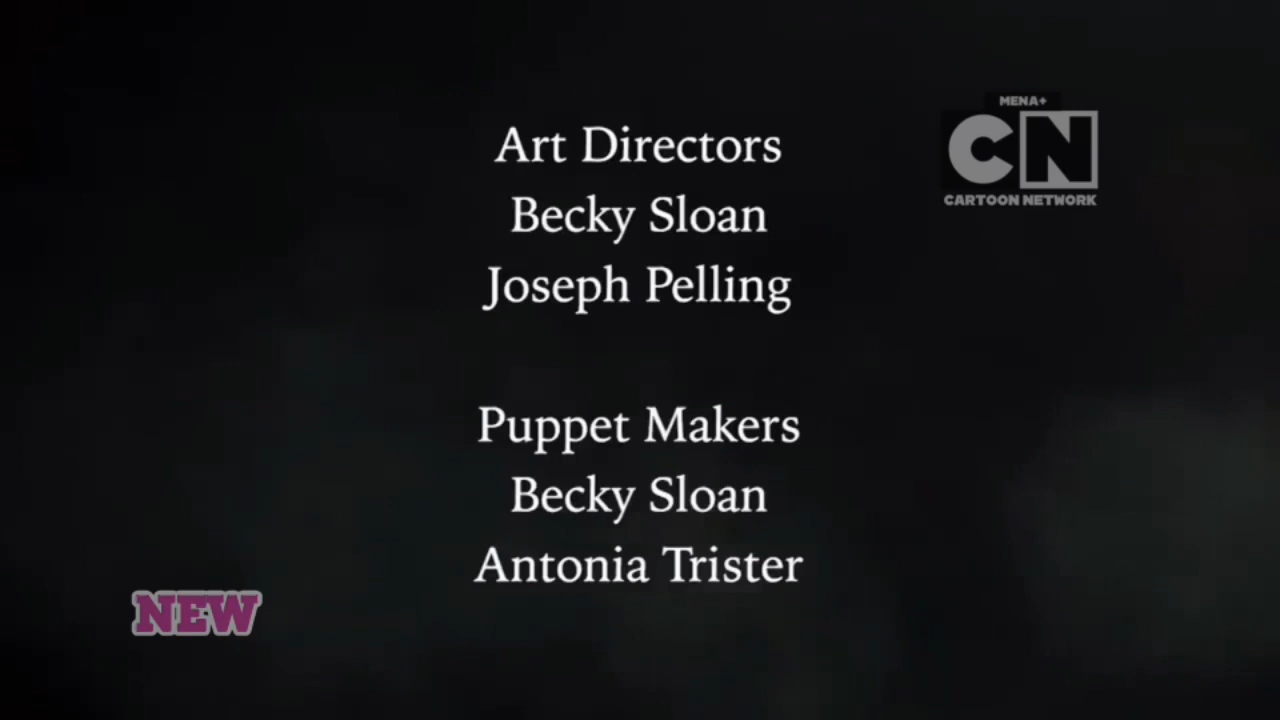 MENA+
CN
CARTOON NETWORK
Art Directors
Becky Sloan
Joseph Pelling
Puppet Makers
Becky Sloan
Antonia Trister
NEW